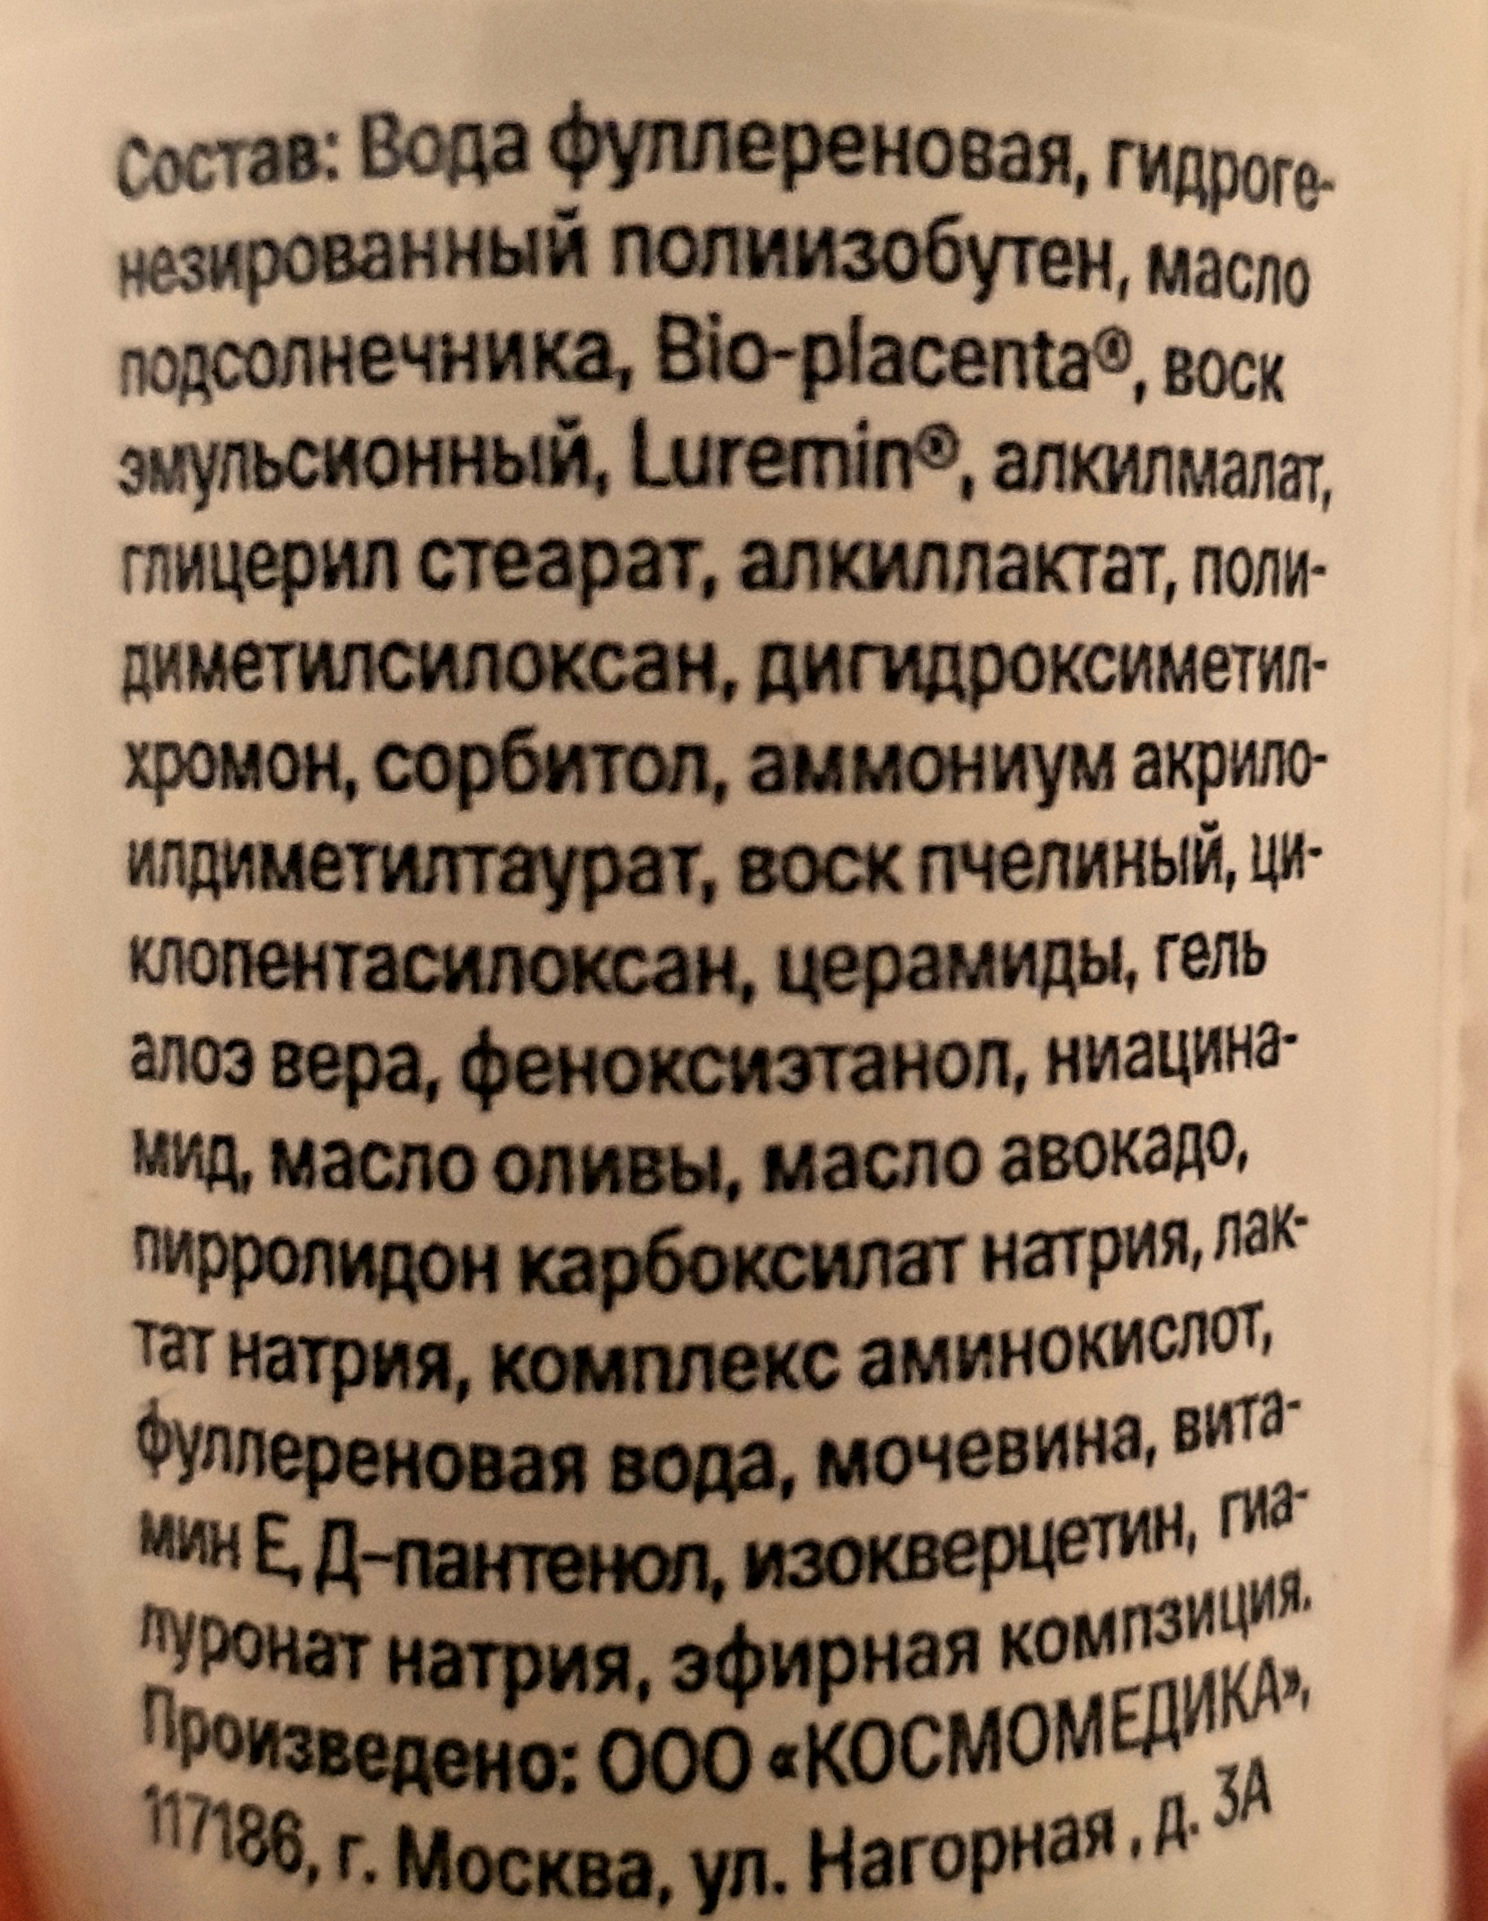 Состав: Вода фуллереновая, гидроге-
незированный полиизобутен, масло
подсолнечника, Bio-placenta®, воск
эмульсионный, Luremin®, алкилмалат,
глицерил стеарат, алкиллактат, поли-
диметилсилоксан, дигидроксиметил-
хромон, сорбитол, аммониум акрило-
илдиметилтаурат, воск пчелиный, ци-
клопентасилоксан, церамиды, гель
алоэ вера, феноксиэтанол, ниацина-
мид, масло оливы, масло авокадо,
пирролидон карбоксилат натрия, лак-
тат натрия, комплекс аминокислот,
фуллереновая вода, мочевина, вита-
мин Е, Д-пантенол, изокверцетин, гиа-
луронат натрия, эфирная компзиция.
Произведено: ООО «КОСМОМЕДИКА»,
117186, г. Москва, ул. Нагорная , д. 3А